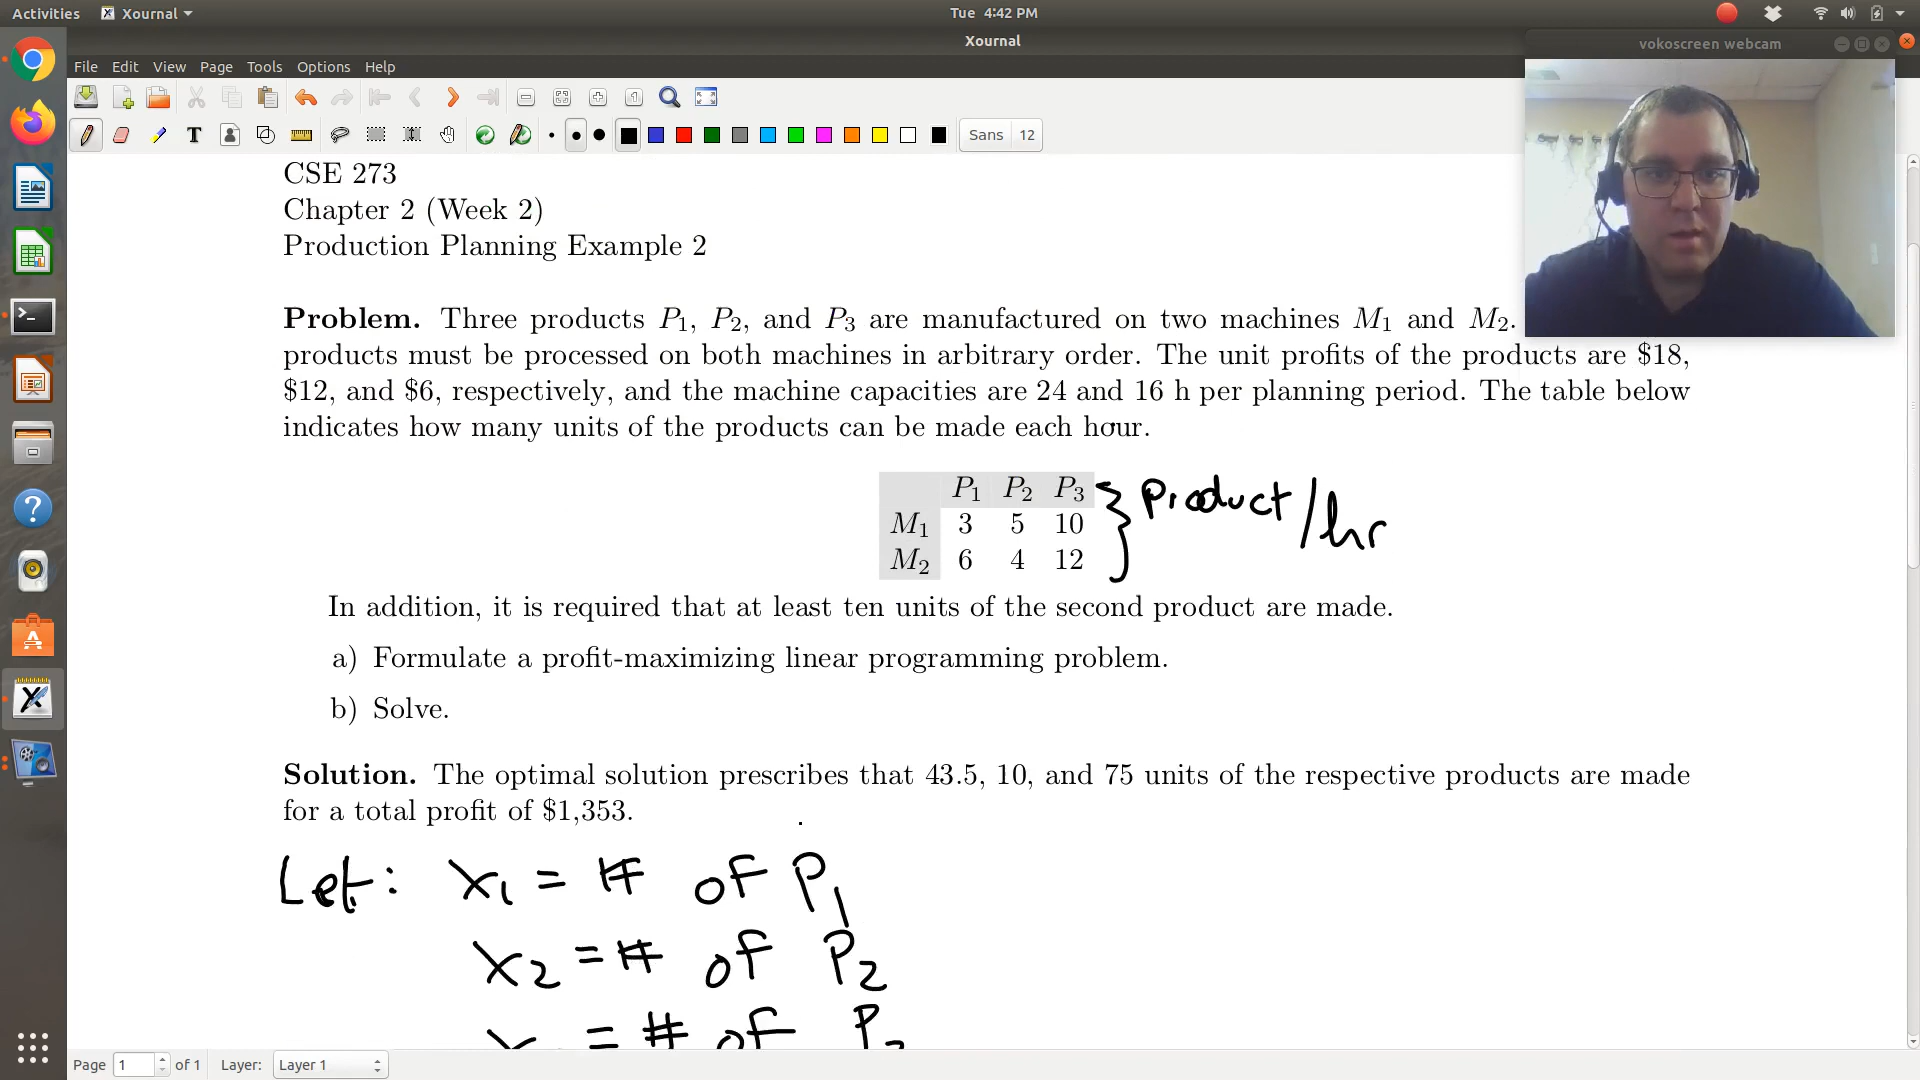 Activities Xournal Tue 4:42 PM
Xournal
vokoscreen webcam
File Edit View Page Tools Options Help
Sans 12
CSE 273
Chapter 2 (Week 2)
Production Planning Example 2
Problem. Three products P1, P2, and P3 are manufactured on two machines M1 and M2.
products must be processed on both machines in arbitrary order. The unit profits of the products are $18,
$12, and $6, respectively, and the machine capacities are 24 and 16 h per planning period. The table below
indicates how many units of the products can be made each hour.
P1 P2 P3
M1 3 5 10
M2 6 4 12
Product/hr
In addition, it is required that at least ten units of the second product are made.
a) Formulate a profit-maximizing linear programming problem.
b) Solve.
Solution. The optimal solution prescribes that 43.5, 10, and 75 units of the respective products are made
for a total profit of $1,353.
Let: x1 = # of P1
x2 = # of P2
= # of
Page 1 of 1 Layer: Layer 1